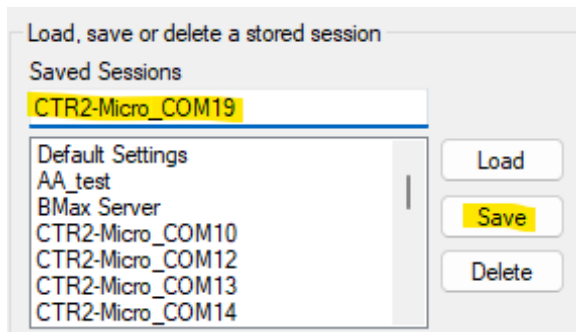 Load, save or delete a stored session
Saved Sessions
CTR2-Micro_COM19
Default Settings
AA_test
BMax Server
CTR2-Micro_COM10
CTR2-Micro_COM12
CTR2-Micro_COM13
CTR2-Micro_COM14
Load
Save
Delete